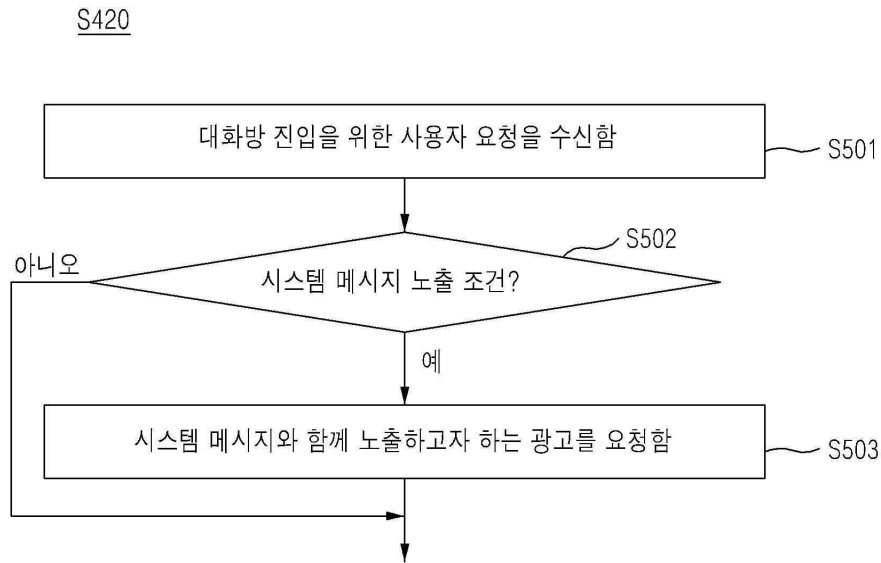 S420
대화방 진입을 위한 사용자 요청을 수신함
S501
S502
아니오
시스템 메시지 노출 조건?
예
시스템 메시지와 함께 노출하고자 하는 광고를 요청함
S503